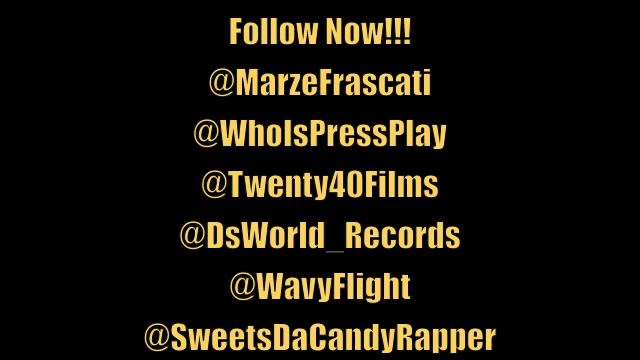 Follow Now!!!
@MarzeFrascati
@WhoIsPressPlay
@Twenty40Films
@DsWorld_Records
@WavyFlight
@SweetsDaCandyRapper